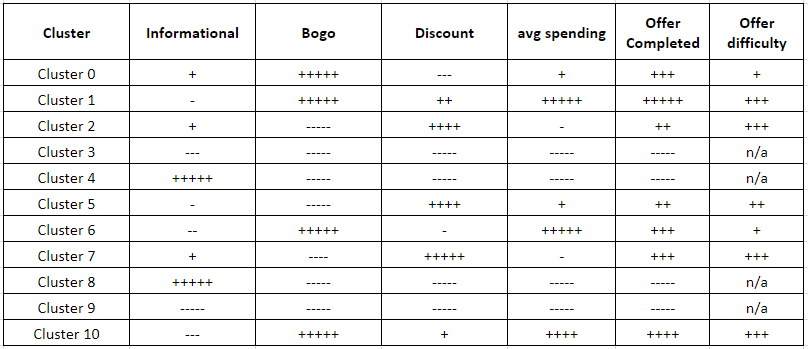 Cluster Informational Bogo Discount avg spending Offer Completed Offer difficulty
Cluster 0 + +++++ --- + +++ +
Cluster 1 - +++++ ++ +++++ +++++ +++
Cluster 2 + ----- ++++ - ++ +++
Cluster 3 --- ----- ----- ----- ----- n/a
Cluster 4 +++++ ----- ----- ----- ----- n/a
Cluster 5 - ----- ++++ + ++ ++
Cluster 6 -- +++++ - +++++ +++ +
Cluster 7 + ---- +++++ - +++ +++
Cluster 8 +++++ ----- ----- ----- ----- n/a
Cluster 9 ----- ----- ----- ----- ----- n/a
Cluster 10 --- +++++ + ++++ ++++ +++